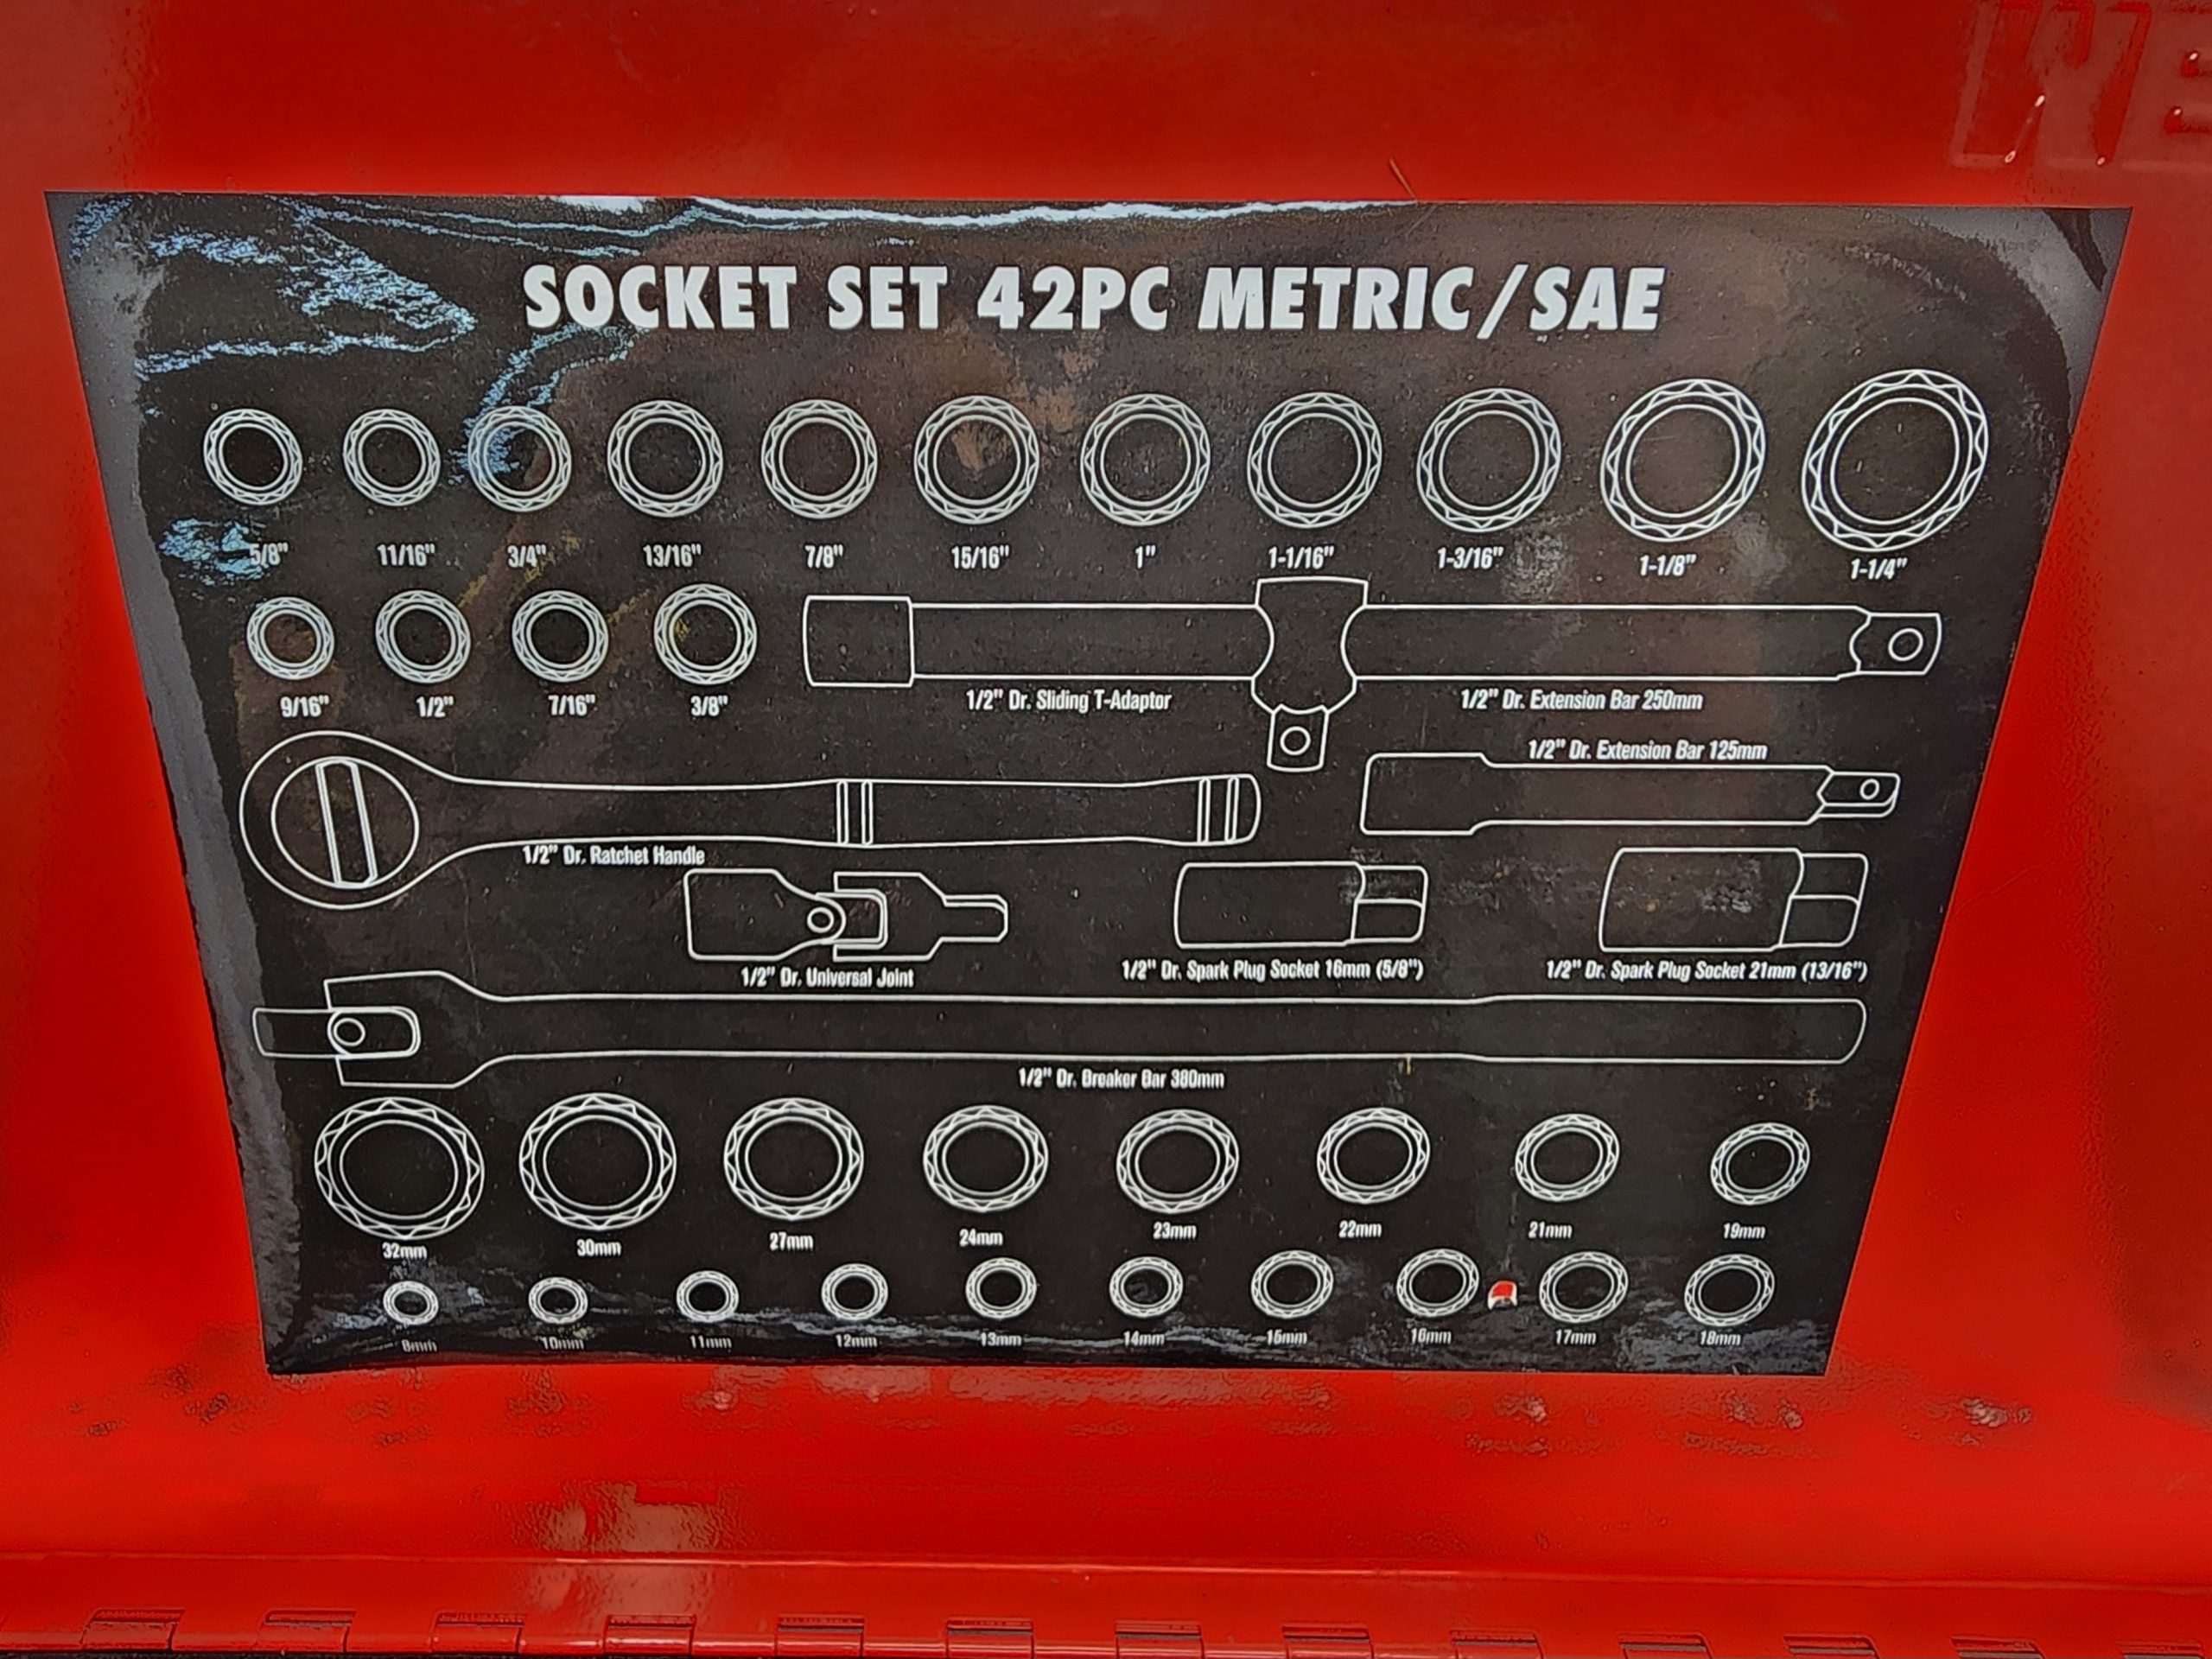 SOCKET SET 42PC METRIC/SAE
5/8" 11/16" 3/4" 13/16" 7/8" 15/16" 1" 1-1/16" 1-3/16" 1-1/8" 1-1/4"
9/16" 1/2" 7/16" 3/8"
1/2" Dr. Sliding T-Adaptor 1/2" Dr. Extension Bar 250mm
1/2" Dr. Extension Bar 125mm
1/2" Dr. Ratchet Handle
1/2" Dr. Universal Joint 1/2" Dr. Spark Plug Socket 16mm (5/8") 1/2" Dr. Spark Plug Socket 21mm (13/16")
1/2" Dr. Breaker Bar 380mm
32mm 30mm 27mm 24mm 23mm 22mm 21mm 19mm
10mm 11mm 12mm 13mm 14mm 15mm 16mm 17mm 18mm